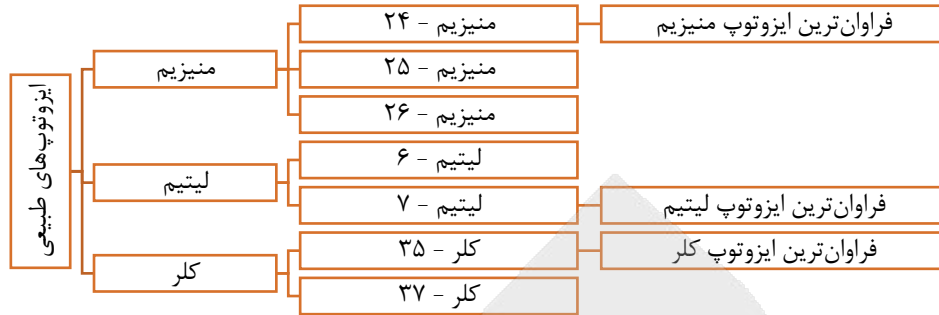 ایزوتوپ‌های طبیعی
منیزیم
منیزیم - ۲۴
فراوان‌ترین ایزوتوپ منیزیم
منیزیم - ۲۵
منیزیم - ۲۶
لیتیم
لیتیم - ۶
لیتیم - ۷
فراوان‌ترین ایزوتوپ لیتیم
کلر
کلر - ۳۵
فراوان‌ترین ایزوتوپ کلر
کلر - ۳۷